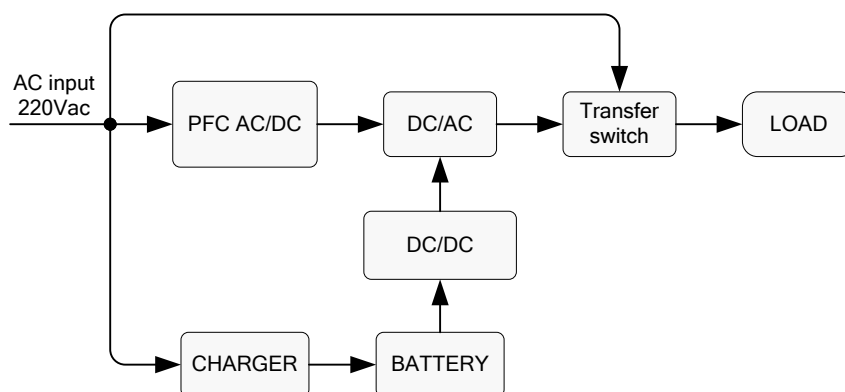 AC input
220Vac
PFC AC/DC
DC/AC
Transfer
switch
LOAD
DC/DC
CHARGER
BATTERY